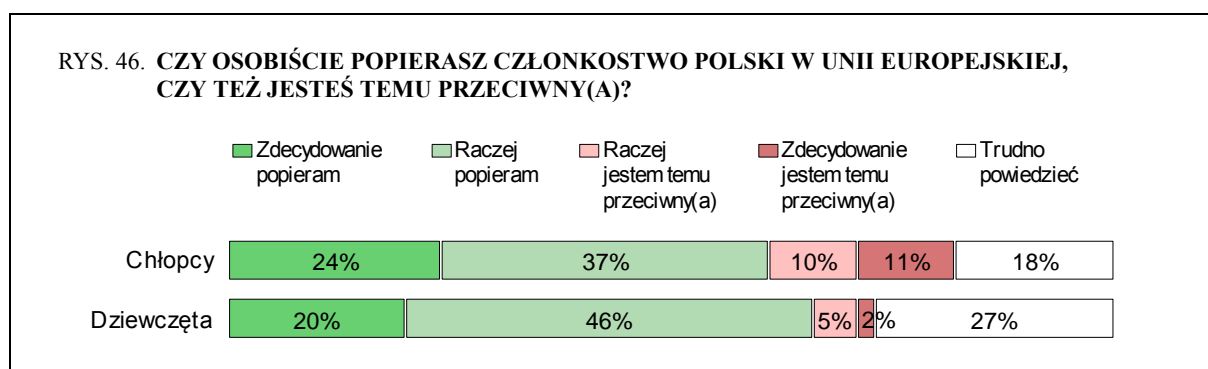 RYS. 46. CZY OSOBIŚCIE POPIERASZ CZŁONKOSTWO POLSKI W UNII EUROPEJSKIEJ,
CZY TEŻ JESTEŚ TEMU PRZECIWNY(A)?
Zdecydowanie popieram
Raczej popieram
Raczej jestem temu przeciwny(a)
Zdecydowanie jestem temu przeciwny(a)
Trudno powiedzieć
Chłopcy 24% 37% 10% 11% 18%
Dziewczęta 20% 46% 5% 2% 27%